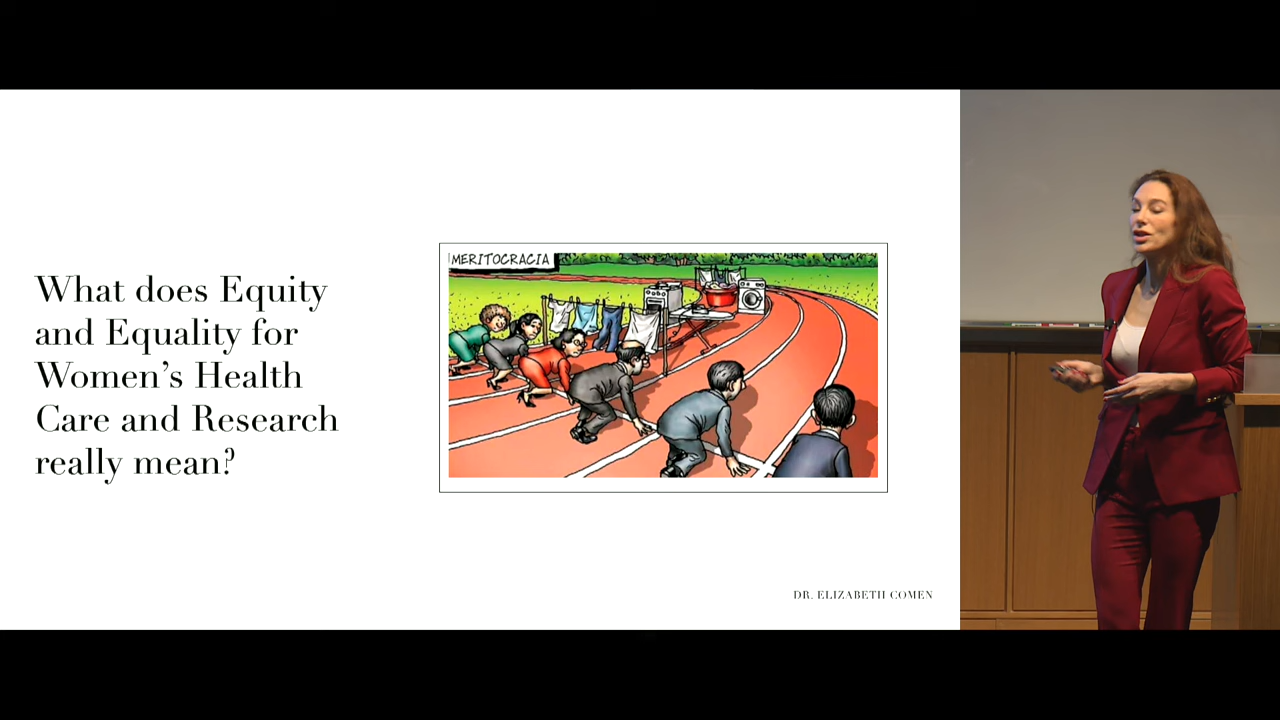 What does Equity
and Equality for
Women's Health
Care and Research
really mean?
MERITOCRACIA
DR. ELIZABETH COMEN